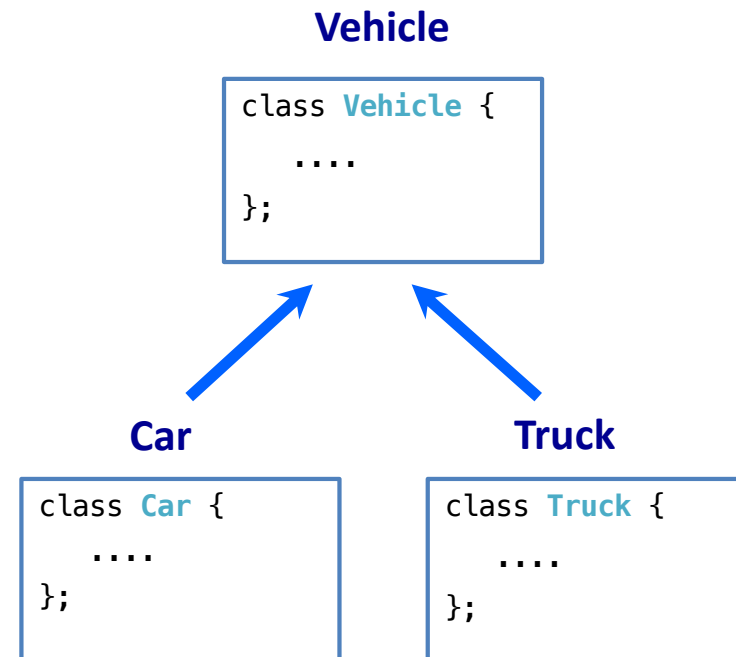 Vehicle
class Vehicle {
....
};
Car
class Car {
....
};
Truck
class Truck {
....
};